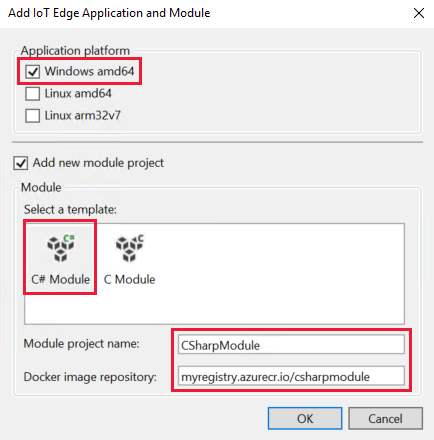 Add IoT Edge Application and Module
Application platform
Windows amd64
Linux amd64
Linux arm32v7
Add new module project
Module
Select a template:
C#
C
C# Module
C Module
Module project name:
CSharpModule
Docker image repository:
myregistry.azurecr.io/csharpmodule
OK
Cancel